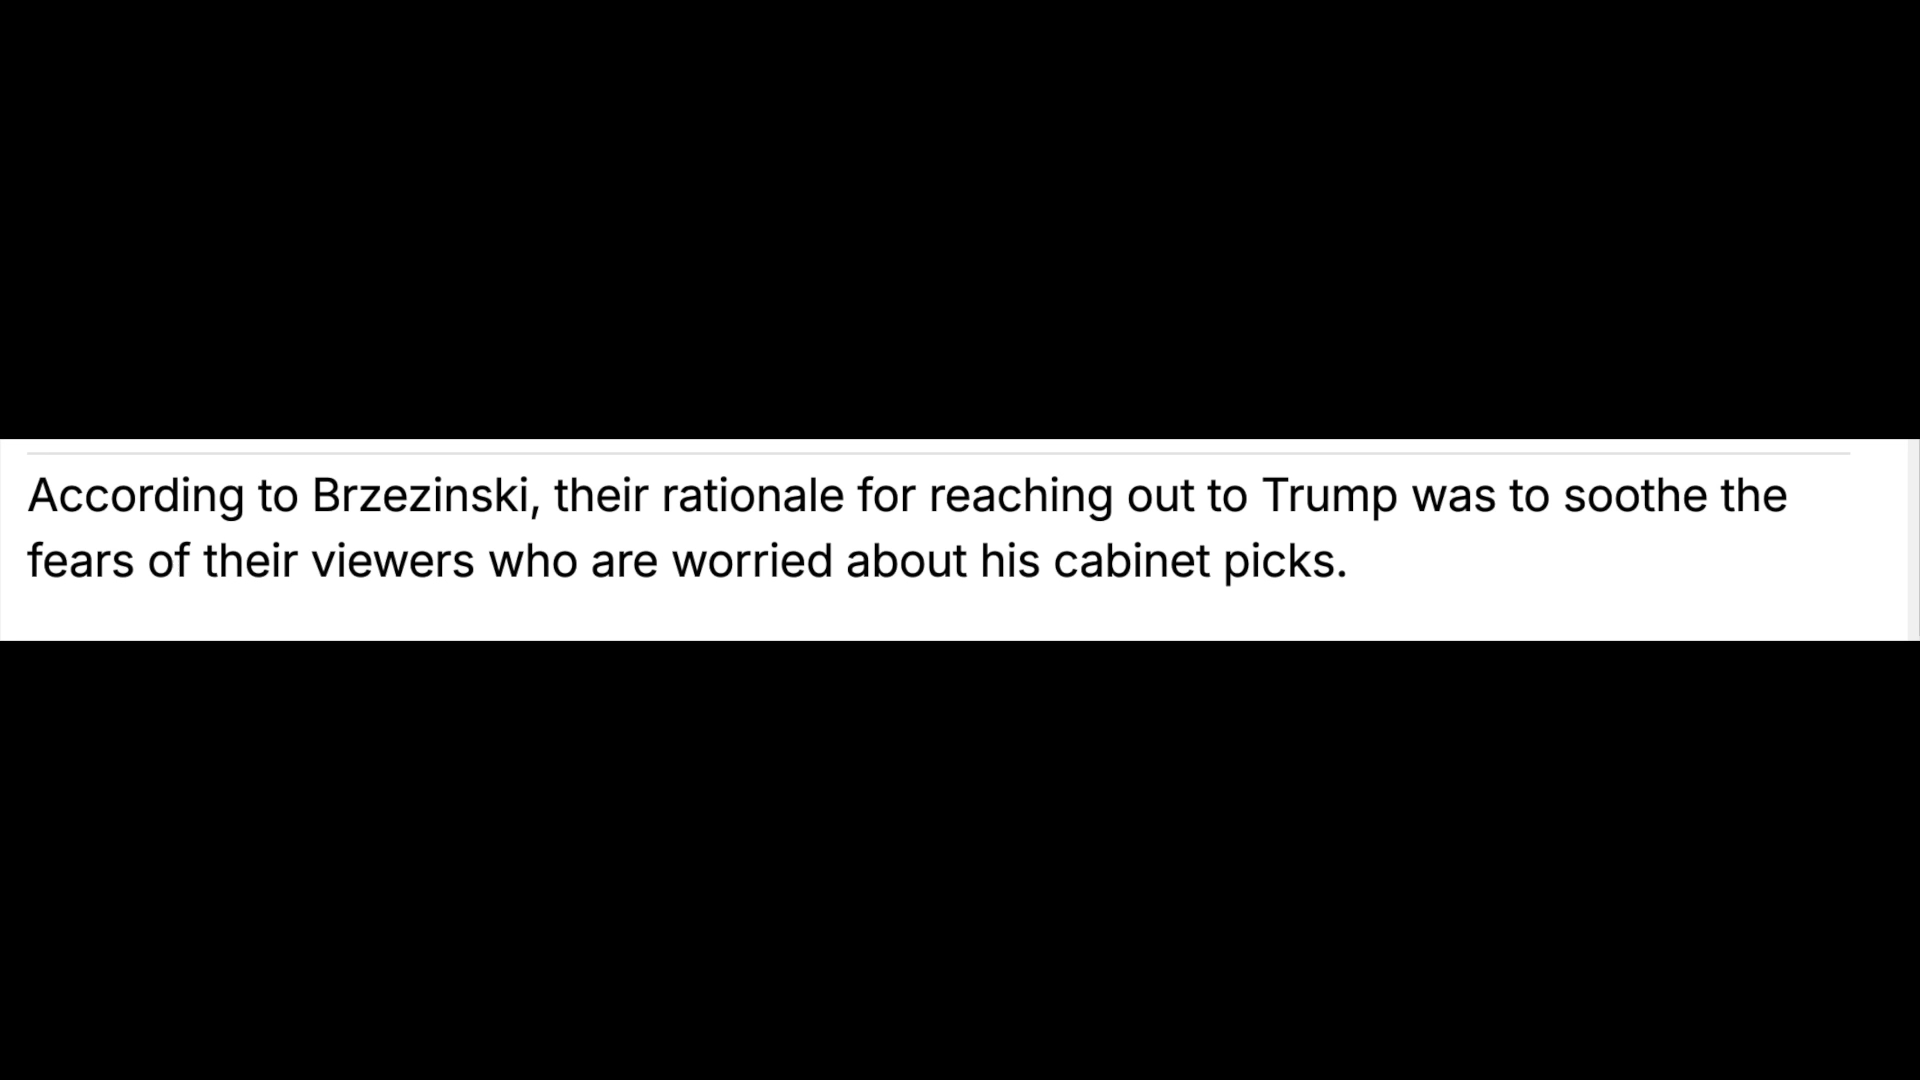 According to Brzezinski, their rationale for reaching out to Trump was to soothe the
fears of their viewers who are worried about his cabinet picks.